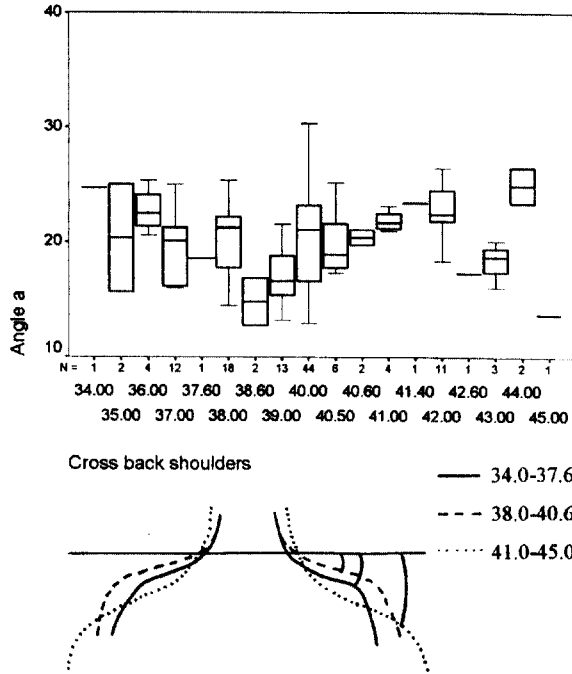 40
30
20
10
Angle a
N = 1 2 4 12 1 18 2 13 44 6 2 4 1 11 1 3 2 1
34.00 36.00 37.60 38.60 40.00 40.60 41.40 42.60 44.00
35.00 37.00 38.00 39.00 40.50 41.00 42.00 43.00 45.00
Cross back shoulders
34.0-37.6
38.0-40.6
41.0-45.0